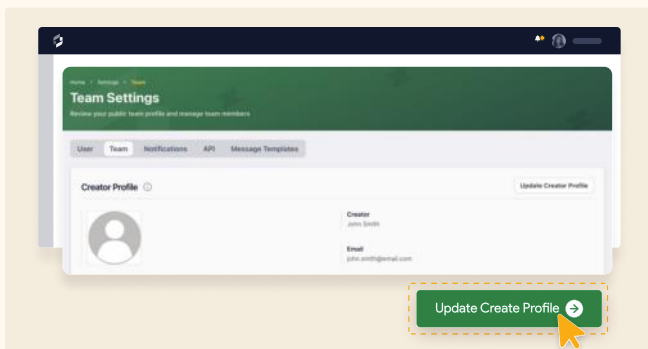 Home > Settings > Team
Team Settings
Review your public team profile and manage team members
User Team Notifications API Message Templates
Creator Profile
Update Creator Profile
Creator
John Smith
Email
john.smith@email.com
Update Create Profile